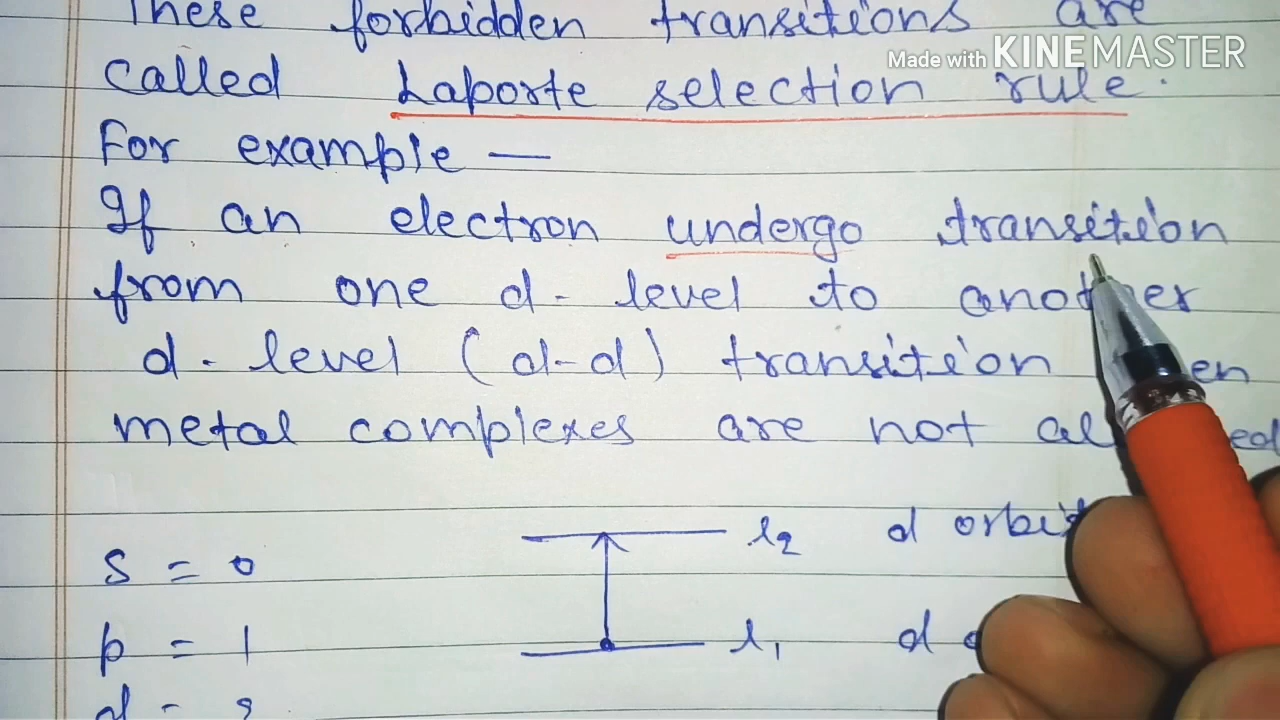 These forbidden transitions are
Made with KINEMASTER
called Laporte selection rule.
For example —
If an electron undergo transition
from one d-level to another
d-level (d-d) transition
metal complexes are not
l2 d
s = 0
p = 1
l1 d
d =